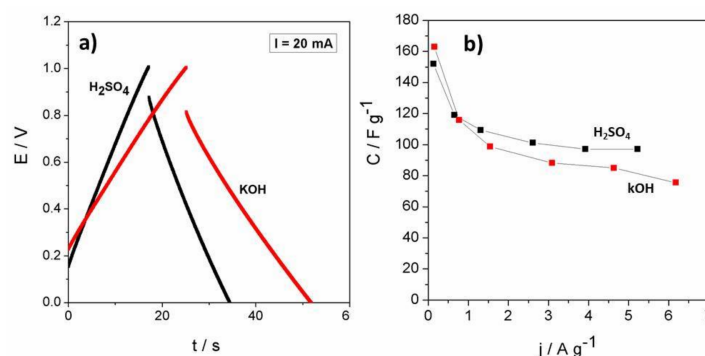 a)
I = 20 mA
H₂SO₄
KOH
E / V
1.2
1.0
0.8
0.6
0.4
0.2
0.0
0 20 40 6
t / s
b)
H₂SO₄
kOH
C / F g⁻¹
180
160
140
120
100
80
60
40
20
0
0 1 2 3 4 5 6
j / A g⁻¹